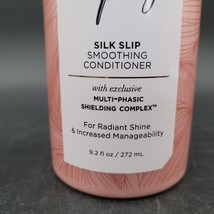 SILK SLIP
SMOOTHING
CONDITIONER
with exclusive
MULTI-PHASIC
SHIELDING COMPLEX™
For Radiant Shine
& Increased Manageability
9.2 fl oz / 272 mL